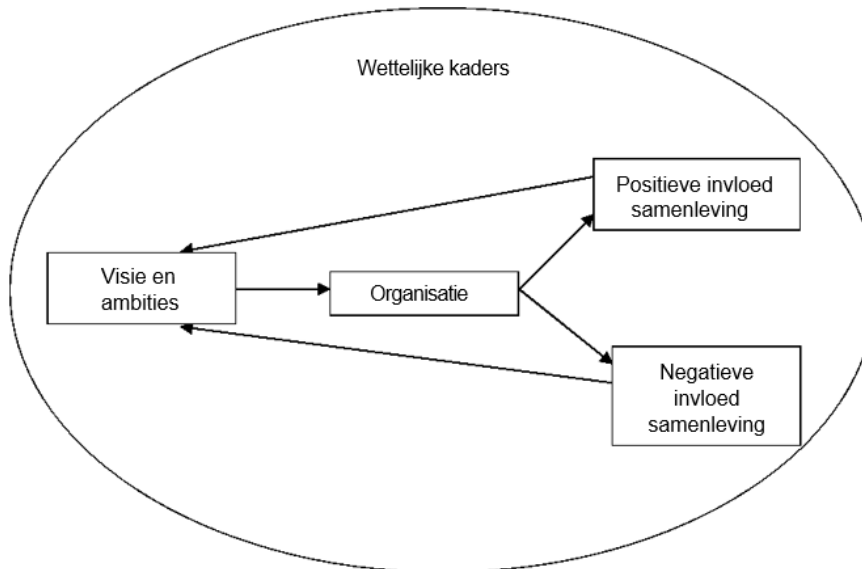 Wettelijke kaders
Positieve invloed
samenleving
Visie en
ambities
Organisatie
Negatieve
invloed
samenleving